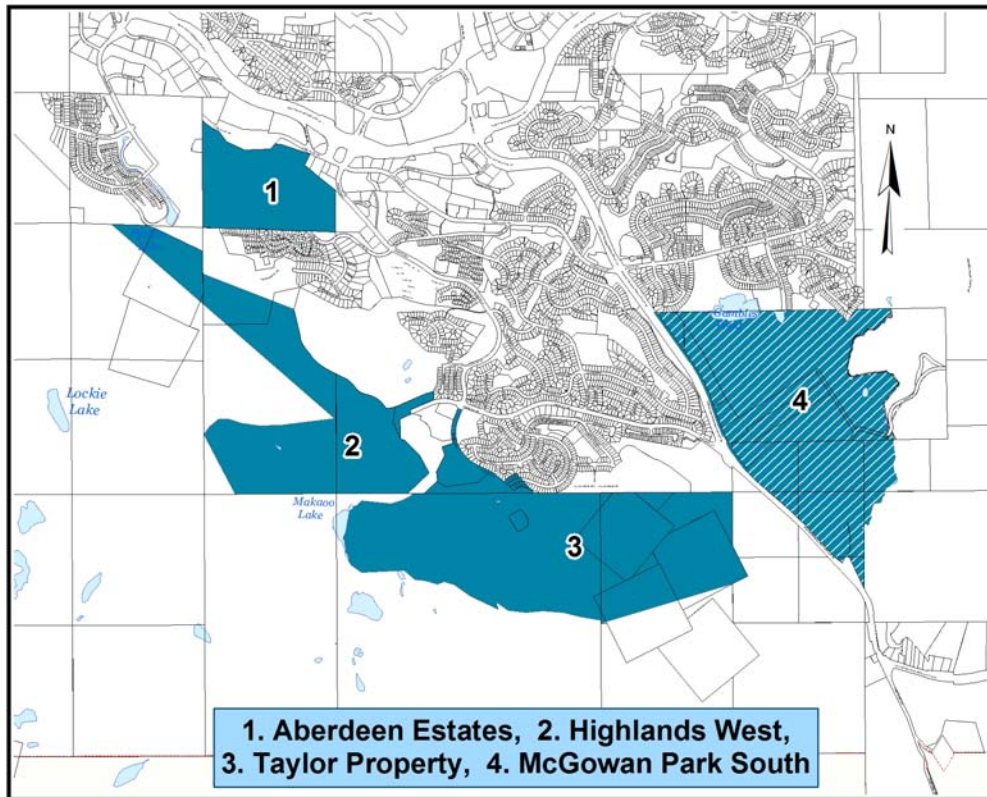 N
1
Gambles
4
Lockie
Lake
2
Makaoo
Lake
3
1. Aberdeen Estates, 2. Highlands West,
3. Taylor Property, 4. McGowan Park South